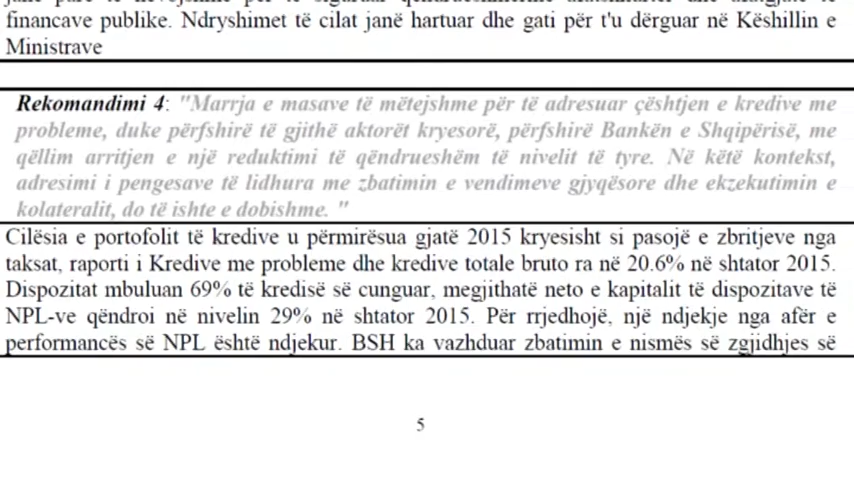 financave publike. Ndryshimet të cilat janë hartuar dhe gati për t'u dërguar në Këshillin e
Ministrave
Rekomandimi 4: "Marrja e masave të mëtejshme për të adresuar çështjen e kredive me
probleme, duke përfshirë të gjithë aktorët kryesorë, përfshirë Bankën e Shqipërisë, me
qëllim arritjen e një reduktimi të qëndrueshëm të nivelit të tyre. Në këtë kontekst,
adresimi i pengesave të lidhura me zbatimin e vendimeve gjyqësore dhe ekzekutimin e
kolateralit, do të ishte e dobishme. "
Cilësia e portofolit të kredive u përmirësua gjatë 2015 kryesisht si pasojë e zbritjeve nga
taksat, raporti i Kredive me probleme dhe kredive totale bruto ra në 20.6% në shtator 2015.
Dispozitat mbuluan 69% të kredisë së cunguar, megjithatë neto e kapitalit të dispozitave të
NPL-ve qëndroi në nivelin 29% në shtator 2015. Për rrjedhojë, një ndjekje nga afër e
performancës së NPL është ndjekur. BSH ka vazhduar zbatimin e nismës së zgjidhjes së
5